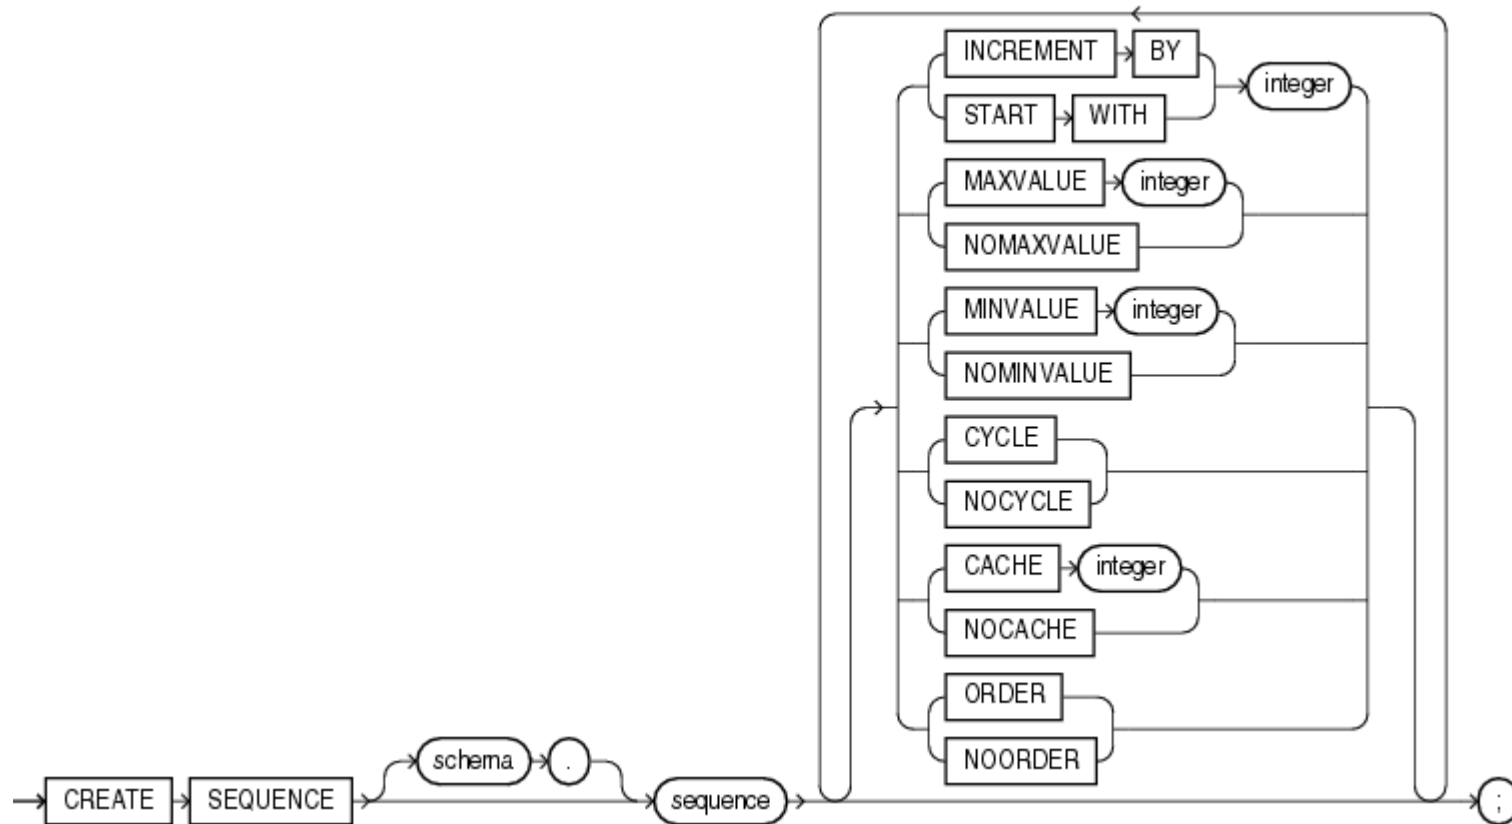 INCREMENT BY
integer
START WITH
MAXVALUE integer
NOMAXVALUE
MINVALUE integer
NOMINVALUE
CYCLE
NOCYCLE
CACHE integer
NOCACHE
ORDER
schema .
NOORDER
CREATE SEQUENCE sequence ;